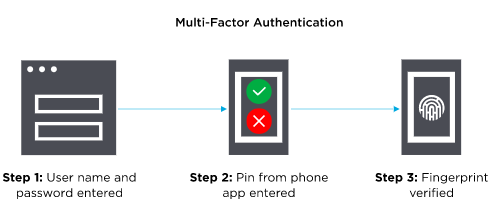 Multi-Factor Authentication
Step 1: User name and
password entered
Step 2: Pin from phone
app entered
Step 3: Fingerprint
verified